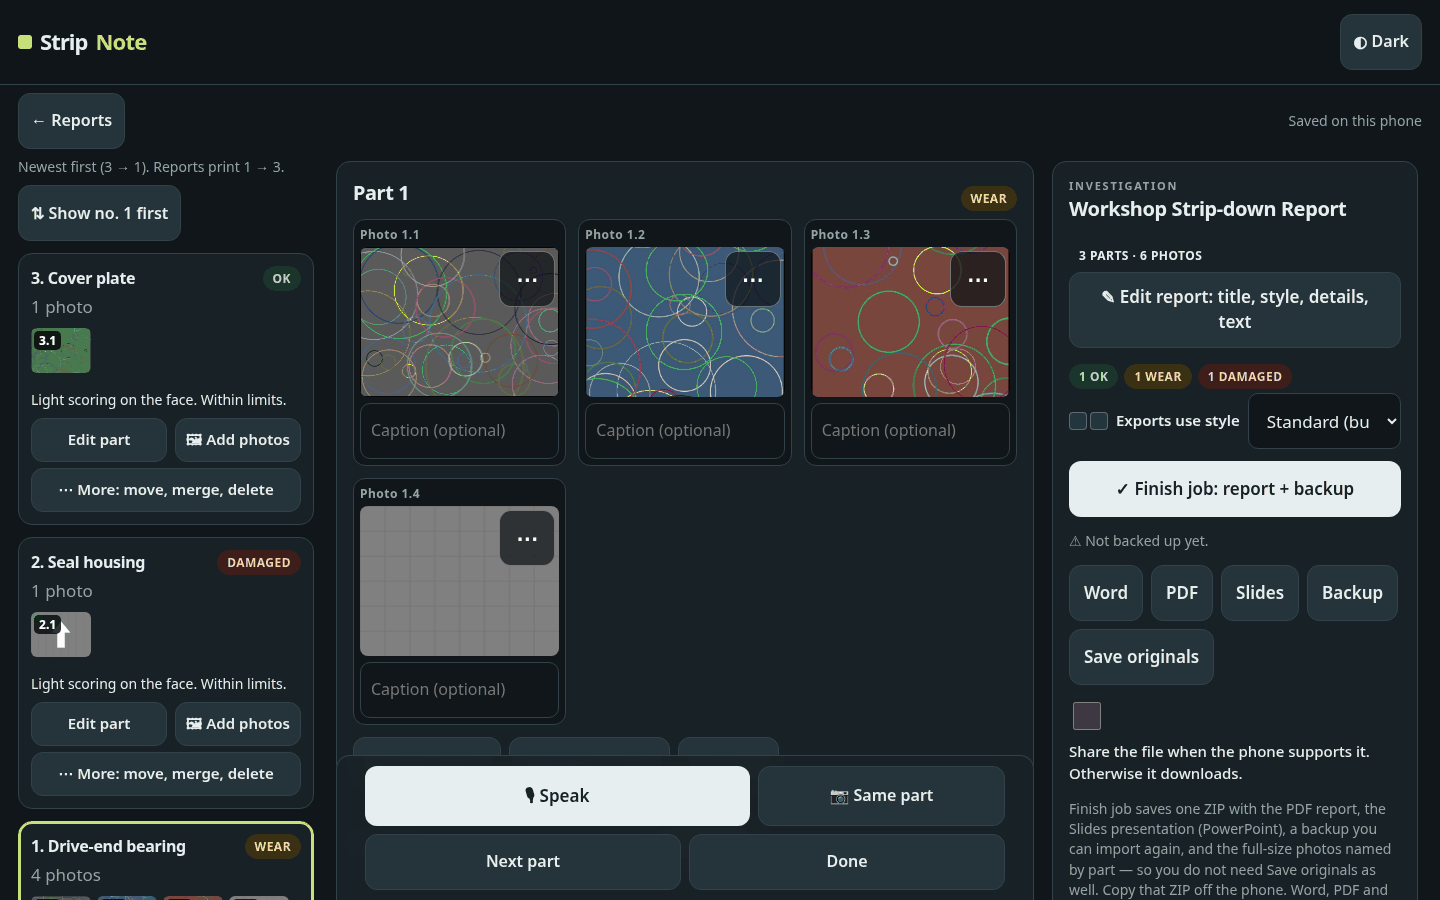 Strip Note
◐ Dark
← Reports
Saved on this phone
Newest first (3 → 1). Reports print 1 → 3.
⇅ Show no. 1 first
3. Cover plate
OK
1 photo
3.1
Light scoring on the face. Within limits.
Edit part
🖼 Add photos
⋯ More: move, merge, delete
2. Seal housing
DAMAGED
1 photo
2.1
Light scoring on the face. Within limits.
Edit part
🖼 Add photos
⋯ More: move, merge, delete
1. Drive-end bearing
WEAR
4 photos
Part 1
WEAR
Photo 1.1
Photo 1.2
Photo 1.3
⋯
⋯
⋯
Caption (optional)
Caption (optional)
Caption (optional)
Photo 1.4
⋯
Caption (optional)
🎙 Speak
📷 Same part
Next part
Done
INVESTIGATION
Workshop Strip-down Report
3 PARTS · 6 PHOTOS
✎ Edit report: title, style, details,
text
1 OK
1 WEAR
1 DAMAGED
Exports use style
Standard (bu
✓ Finish job: report + backup
⚠ Not backed up yet.
Word
PDF
Slides
Backup
Save originals
Share the file when the phone supports it.
Otherwise it downloads.
Finish job saves one ZIP with the PDF report, the
Slides presentation (PowerPoint), a backup you
can import again, and the full-size photos named
by part — so you do not need Save originals as
well. Copy that ZIP off the phone. Word, PDF and